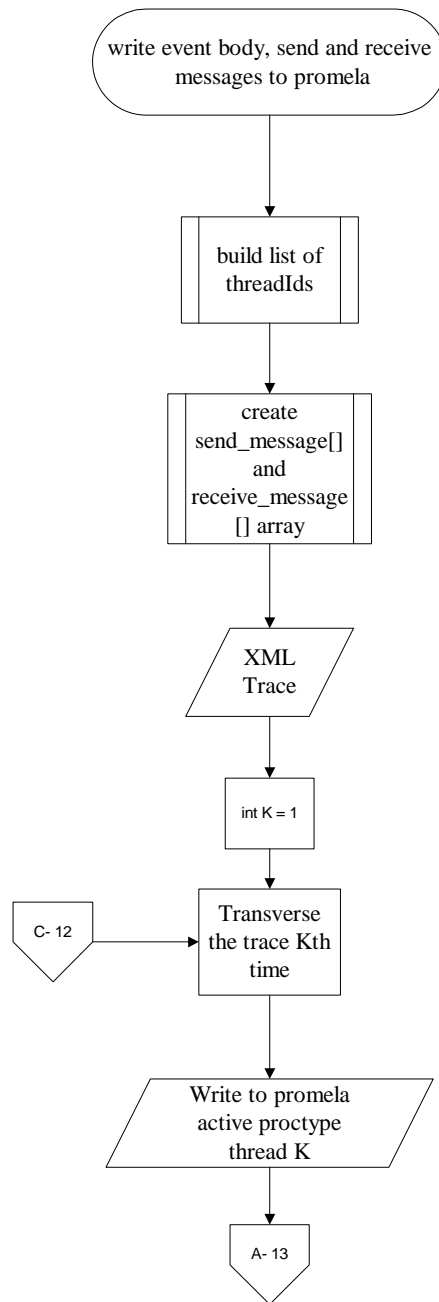 write event body, send and receive
messages to promela
build list of
threadIds
create
send_message[]
and
receive_message
[] array
XML
Trace
int K = 1
C- 12
Transverse
the trace Kth
time
Write to promela
active proctype
thread K
A- 13